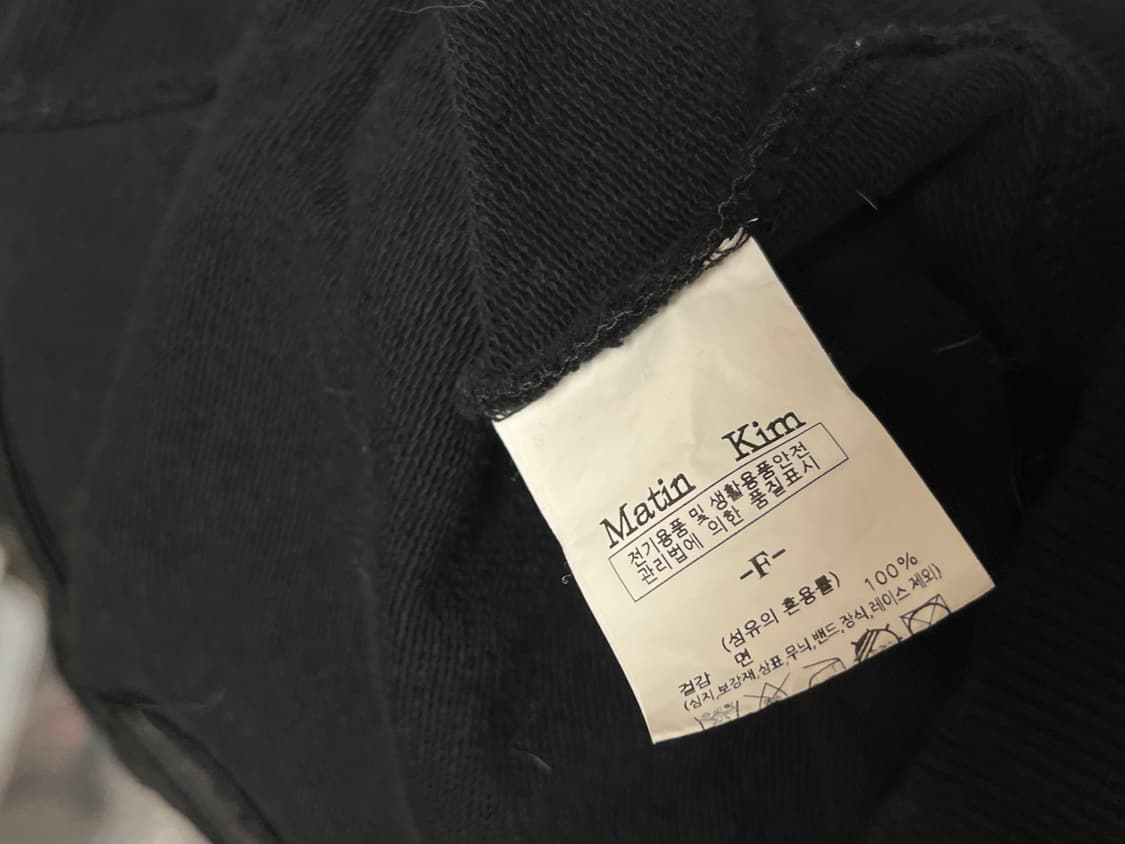 Matin Kim
전기용품 및 생활용품안전
관리법에 의한 품질표시
-F-
(섬유의 혼용률)
겉감 면 100%
(심지,보강재,상표,무늬,밴드,장식,레이스 제외)